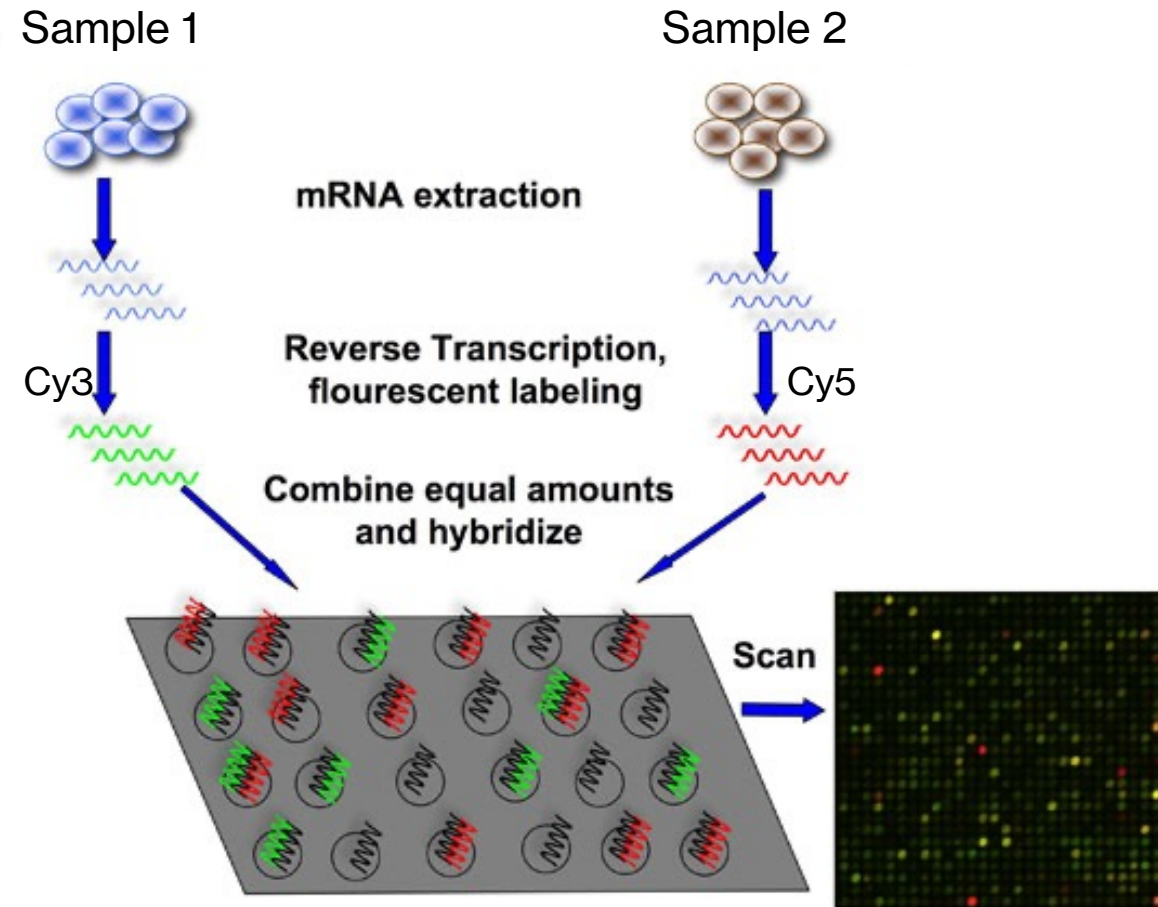 Sample 1
Sample 2
mRNA extraction
Reverse Transcription,
flourescent labeling
Cy3
Cy5
Combine equal amounts
and hybridize
Scan